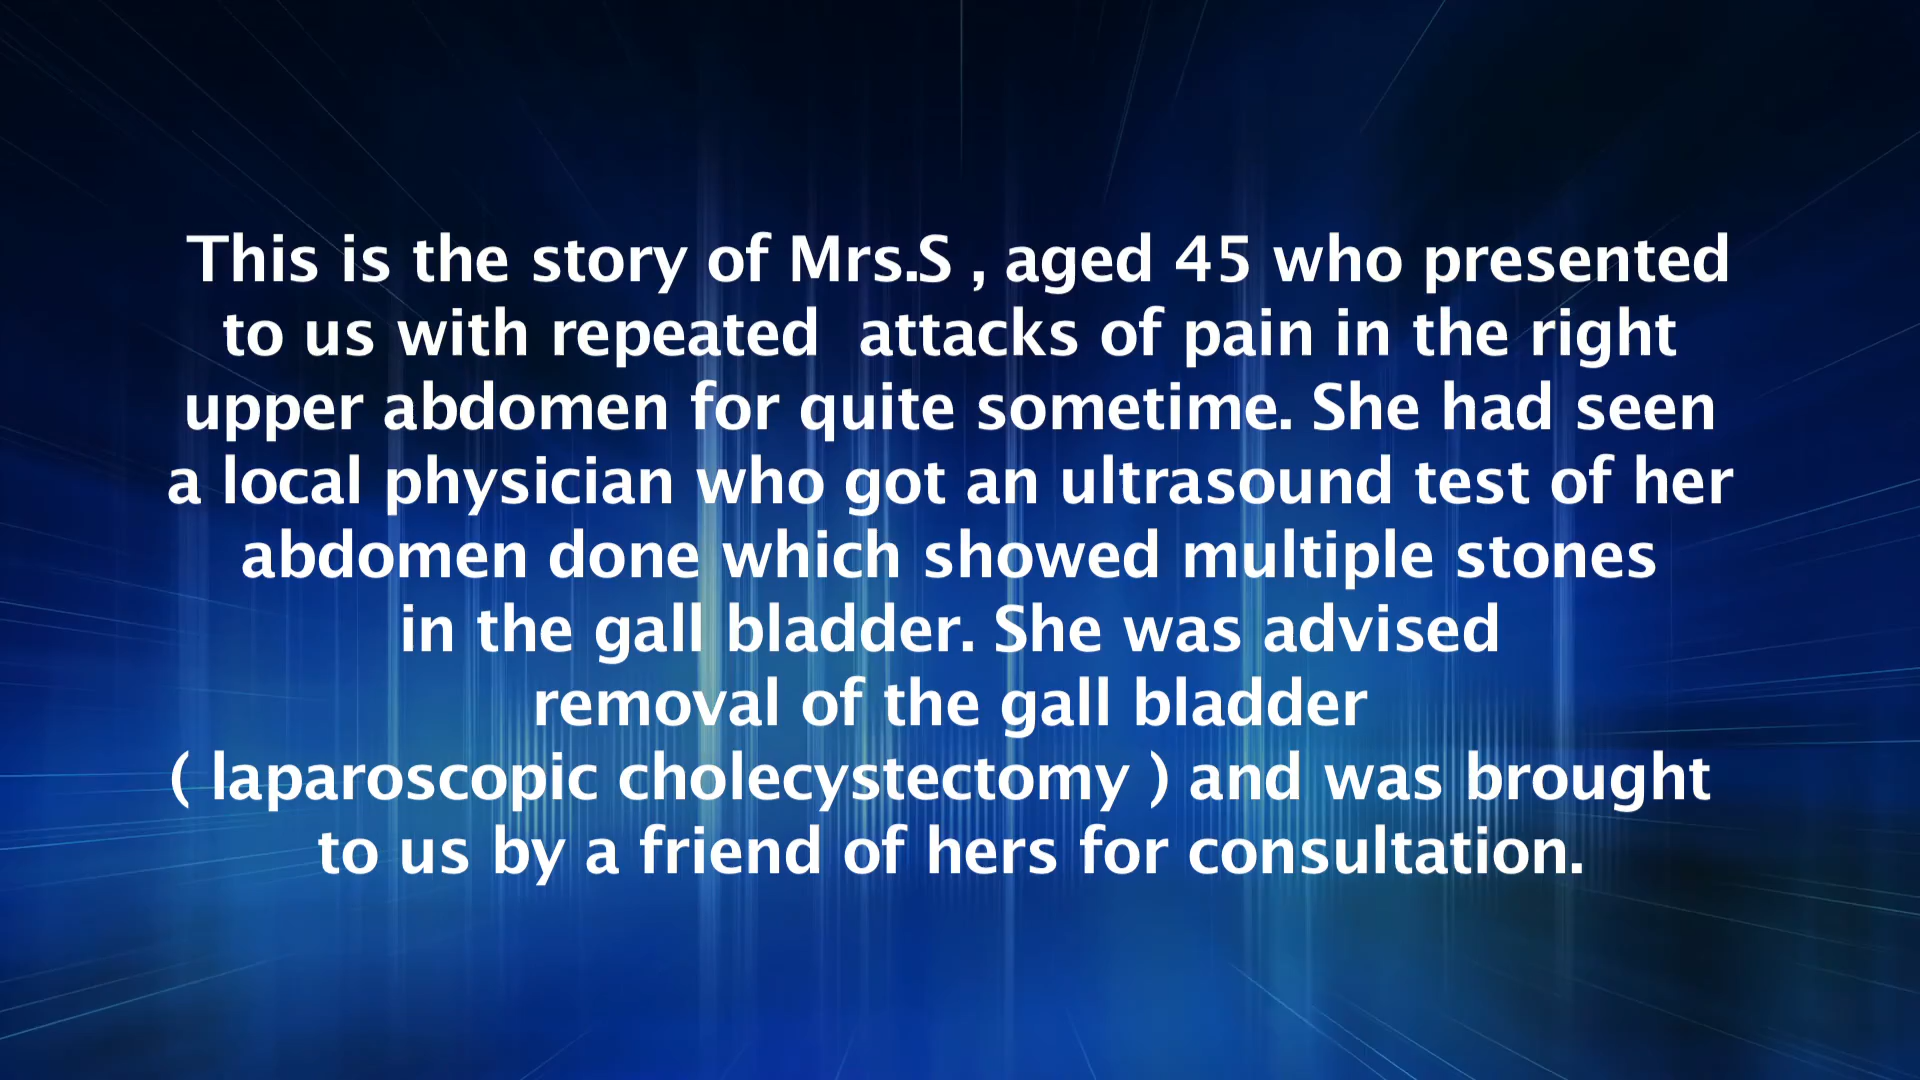 This is the story of Mrs.S , aged 45 who presented
to us with repeated  attacks of pain in the right
upper abdomen for quite sometime. She had seen
a local physician who got an ultrasound test of her
abdomen done which showed multiple stones
in the gall bladder. She was advised
removal of the gall bladder
( laparoscopic cholecystectomy ) and was brought
to us by a friend of hers for consultation.